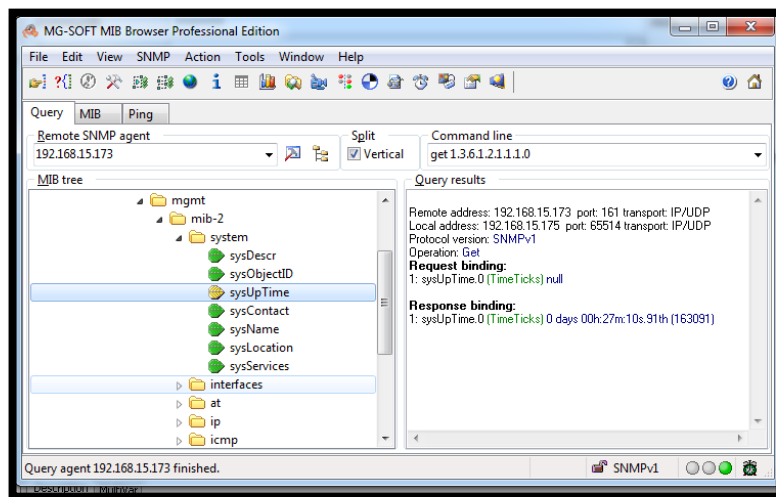 MG-SOFT MIB Browser Professional Edition
File Edit View SNMP Action Tools Window Help
Query MIB Ping
Remote SNMP agent
192.168.15.173
Split
Vertical
Command line
get 1.3.6.1.2.1.1.1.0
MIB tree
mgmt
mib-2
system
sysDescr
sysObjectID
sysUpTime
sysContact
sysName
sysLocation
sysServices
interfaces
at
ip
icmp
Query results
Remote address: 192.168.15.173 port: 161 transport: IP/UDP
Local address: 192.168.15.175 port: 65514 transport: IP/UDP
Protocol version: SNMPv1
Operation: Get
Request binding:
1: sysUpTime.0 (TimeTicks) null
Response binding:
1: sysUpTime.0 (TimeTicks) 0 days 00h:27m:10s.91th (163091)
Query agent 192.168.15.173 finished.
SNMPv1
Description MultiVar